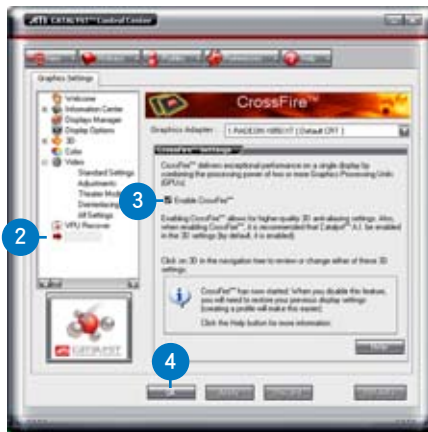 ATI CATALYST™ Control Center
Graphics Settings
Welcome
Information Center
Displays Manager
Display Options
3D
Color
Video
Standard Settings
Adjustments
Theater Mode
Deinterlacing
All Settings
VPU Recover
2
CrossFire™
Graphics Adapter
CrossFire™ Settings
CrossFire™ delivers exceptional performance on a single display by
combining the processing power of two or more Graphics Processing Units
(GPUs).
3
Enable CrossFire™
Enabling CrossFire™ allows for higher-quality 3D anti-aliasing settings. Also,
when enabling CrossFire™, it is recommended that Catalyst™ A.I. be enabled
in the 3D settings (by default, it is enabled).
Click on 3D in the navigation tree to review or change either of these 3D
settings.
CrossFire™ has now started. When you disable this feature,
you will need to restore your previous display settings
(creating a profile will make this easier).
Click the Help button for more information.
Help
CATALYST
4
OK